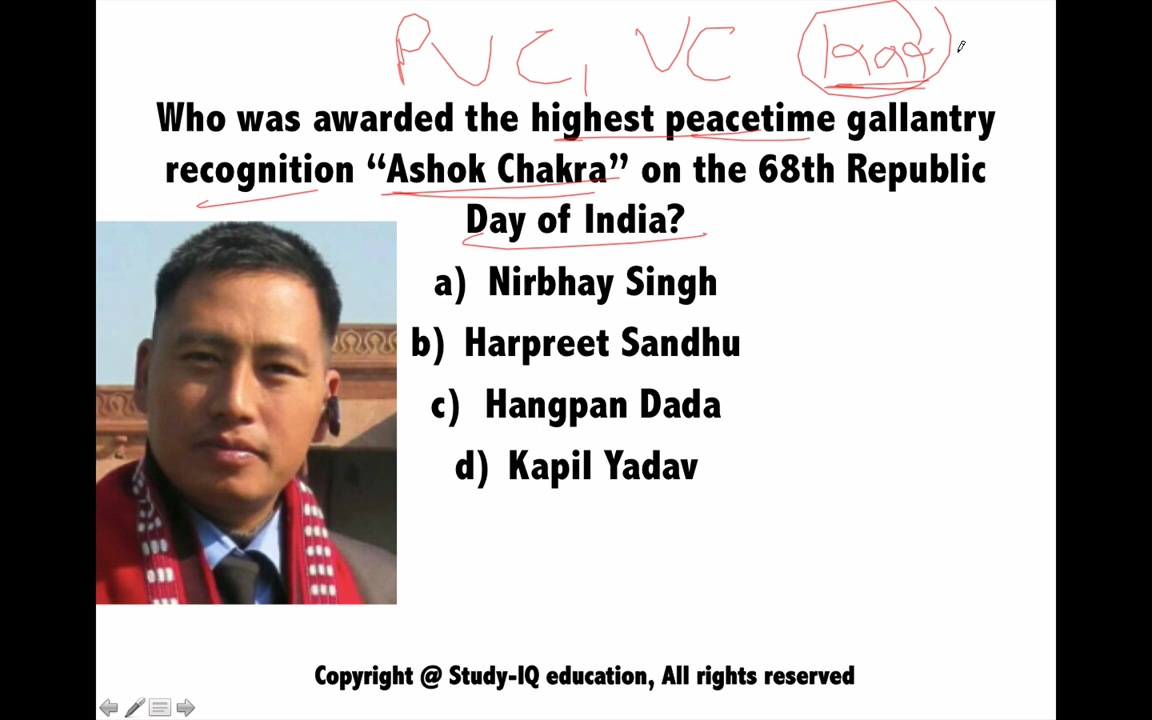 PVC, VC 1999
Who was awarded the highest peacetime gallantry
recognition “Ashok Chakra” on the 68th Republic
Day of India?
a) Nirbhay Singh
b) Harpreet Sandhu
c) Hangpan Dada
d) Kapil Yadav
Copyright @ Study-IQ education, All rights reserved